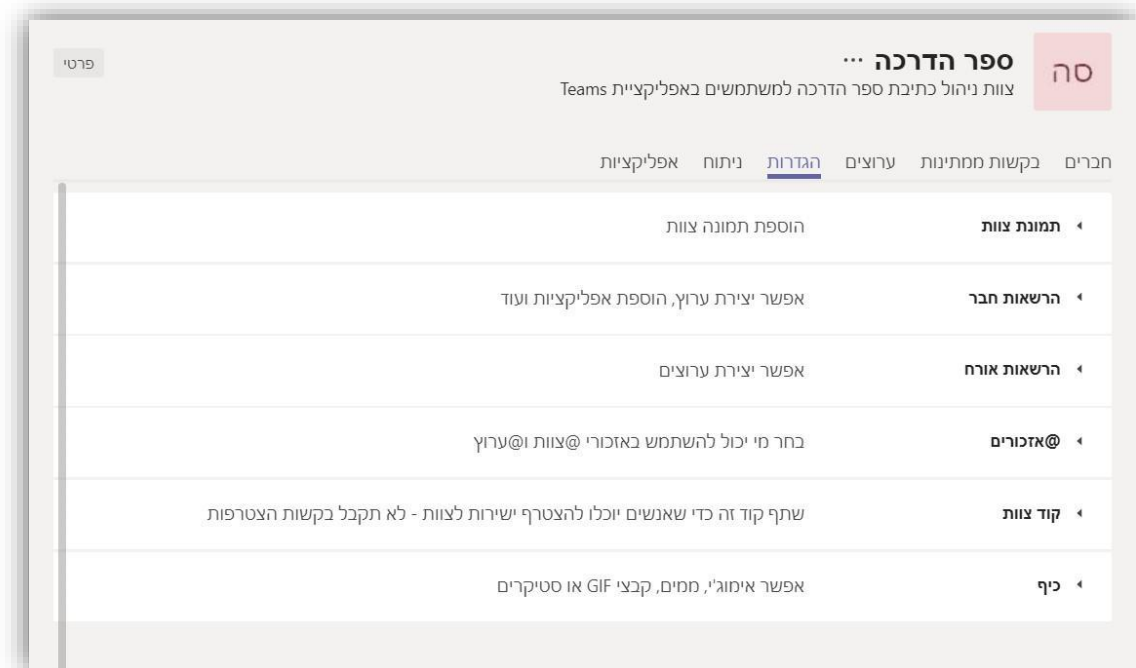 סה
ספר הדרכה ...
פרטי
צוות ניהול כתיבת ספר הדרכה למשתמשים באפליקציית Teams
חברים בקשות ממתינות ערוצים הגדרות ניתוח אפליקציות
תמונת צוות הוספת תמונה צוות
הרשאות חבר אפשר יצירת ערוץ, הוספת אפליקציות ועוד
הרשאות אורח אפשר יצירת ערוצים
@אזכורים בחר מי יכול להשתמש באזכורי @צוות ו@ערוץ
קוד צוות שתף קוד זה כדי שאנשים יוכלו להצטרף ישירות לצוות - לא תקבל בקשות הצטרפות
כיף אפשר אימוג'י, ממים, קבצי GIF או סטיקרים